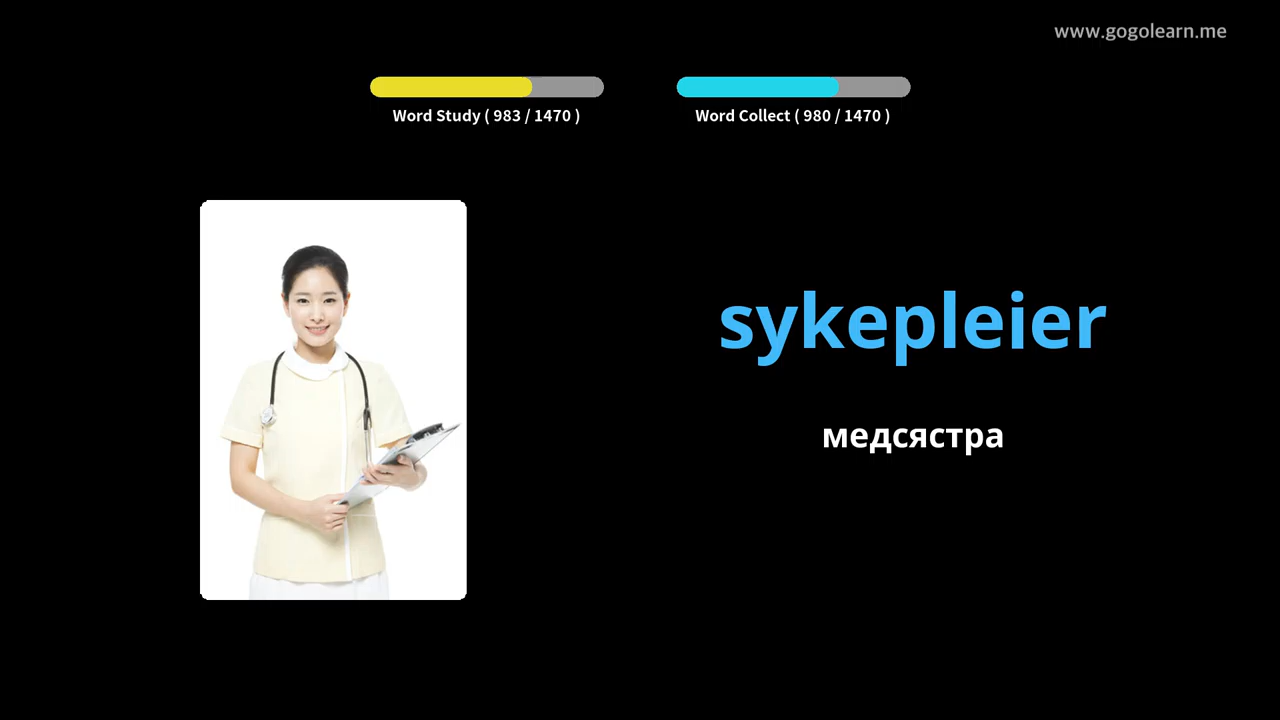 www.gogolearn.me
Word Study ( 983 / 1470 )
Word Collect ( 980 / 1470 )
sykepleier
медсястра